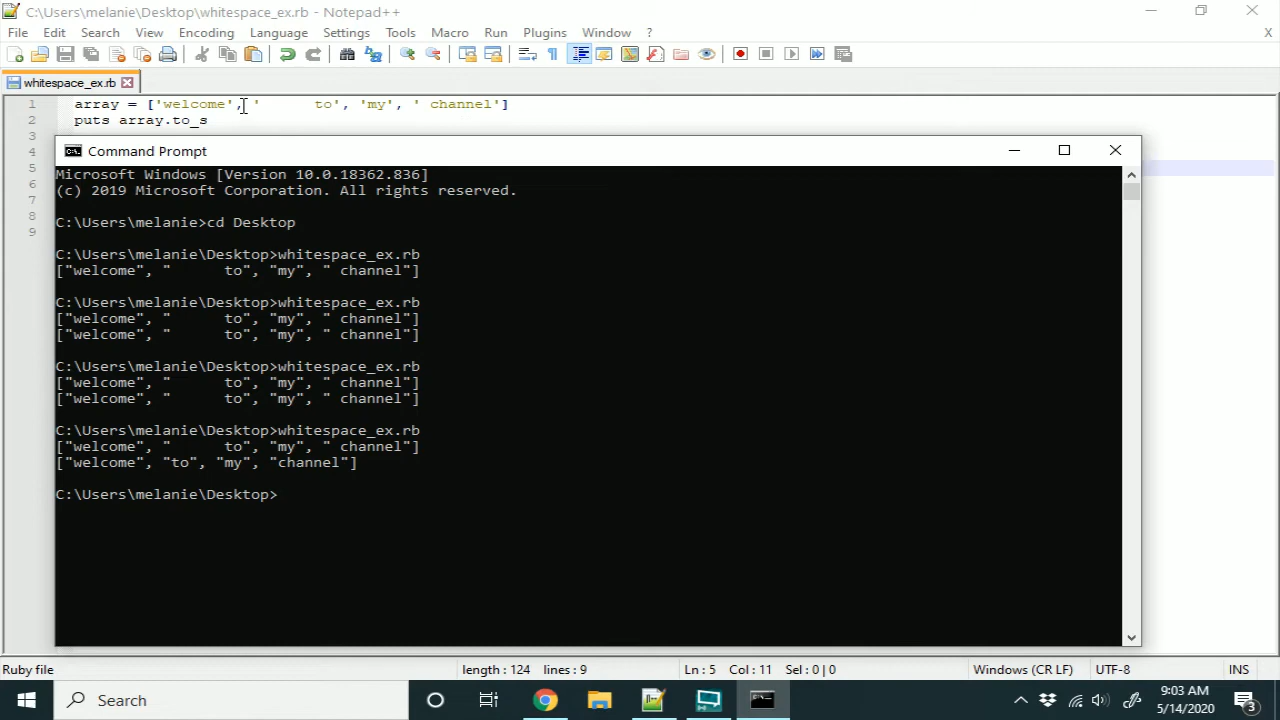 C:\Users\melanie\Desktop\whitespace_ex.rb - Notepad++
File Edit Search View Encoding Language Settings Tools Macro Run Plugins Window ? X
whitespace_ex.rb
1 array = ['welcome', '      to', 'my', ' channel']
2 puts array.to_s
3
4
5
6
7
8
9
Command Prompt
Microsoft Windows [Version 10.0.18362.836]
(c) 2019 Microsoft Corporation. All rights reserved.
C:\Users\melanie>cd Desktop
C:\Users\melanie\Desktop>whitespace_ex.rb
["welcome", "      to", "my", " channel"]
C:\Users\melanie\Desktop>whitespace_ex.rb
["welcome", "      to", "my", " channel"]
["welcome", "      to", "my", " channel"]
C:\Users\melanie\Desktop>whitespace_ex.rb
["welcome", "      to", "my", " channel"]
["welcome", "      to", "my", " channel"]
C:\Users\melanie\Desktop>whitespace_ex.rb
["welcome", "      to", "my", " channel"]
["welcome", "to", "my", "channel"]
C:\Users\melanie\Desktop>
Ruby file length : 124 lines : 9 Ln : 5 Col : 11 Sel : 0 | 0 Windows (CR LF) UTF-8 INS
Search
9:03 AM
5/14/2020
3